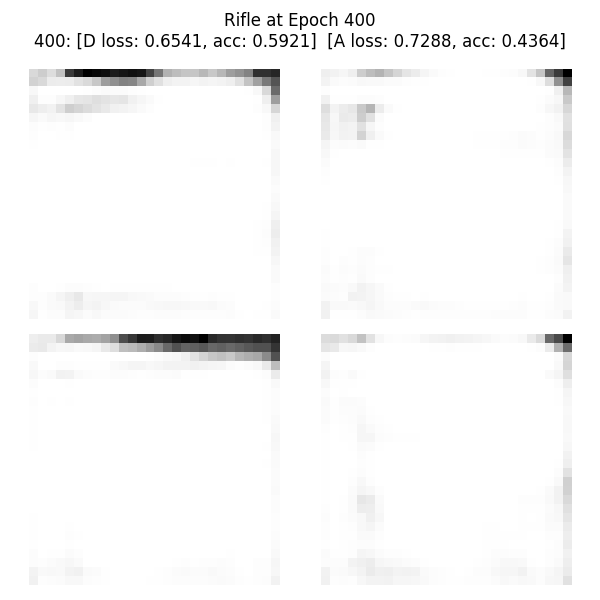 Rifle at Epoch 400
400: [D loss: 0.6541, acc: 0.5921]  [A loss: 0.7288, acc: 0.4364]